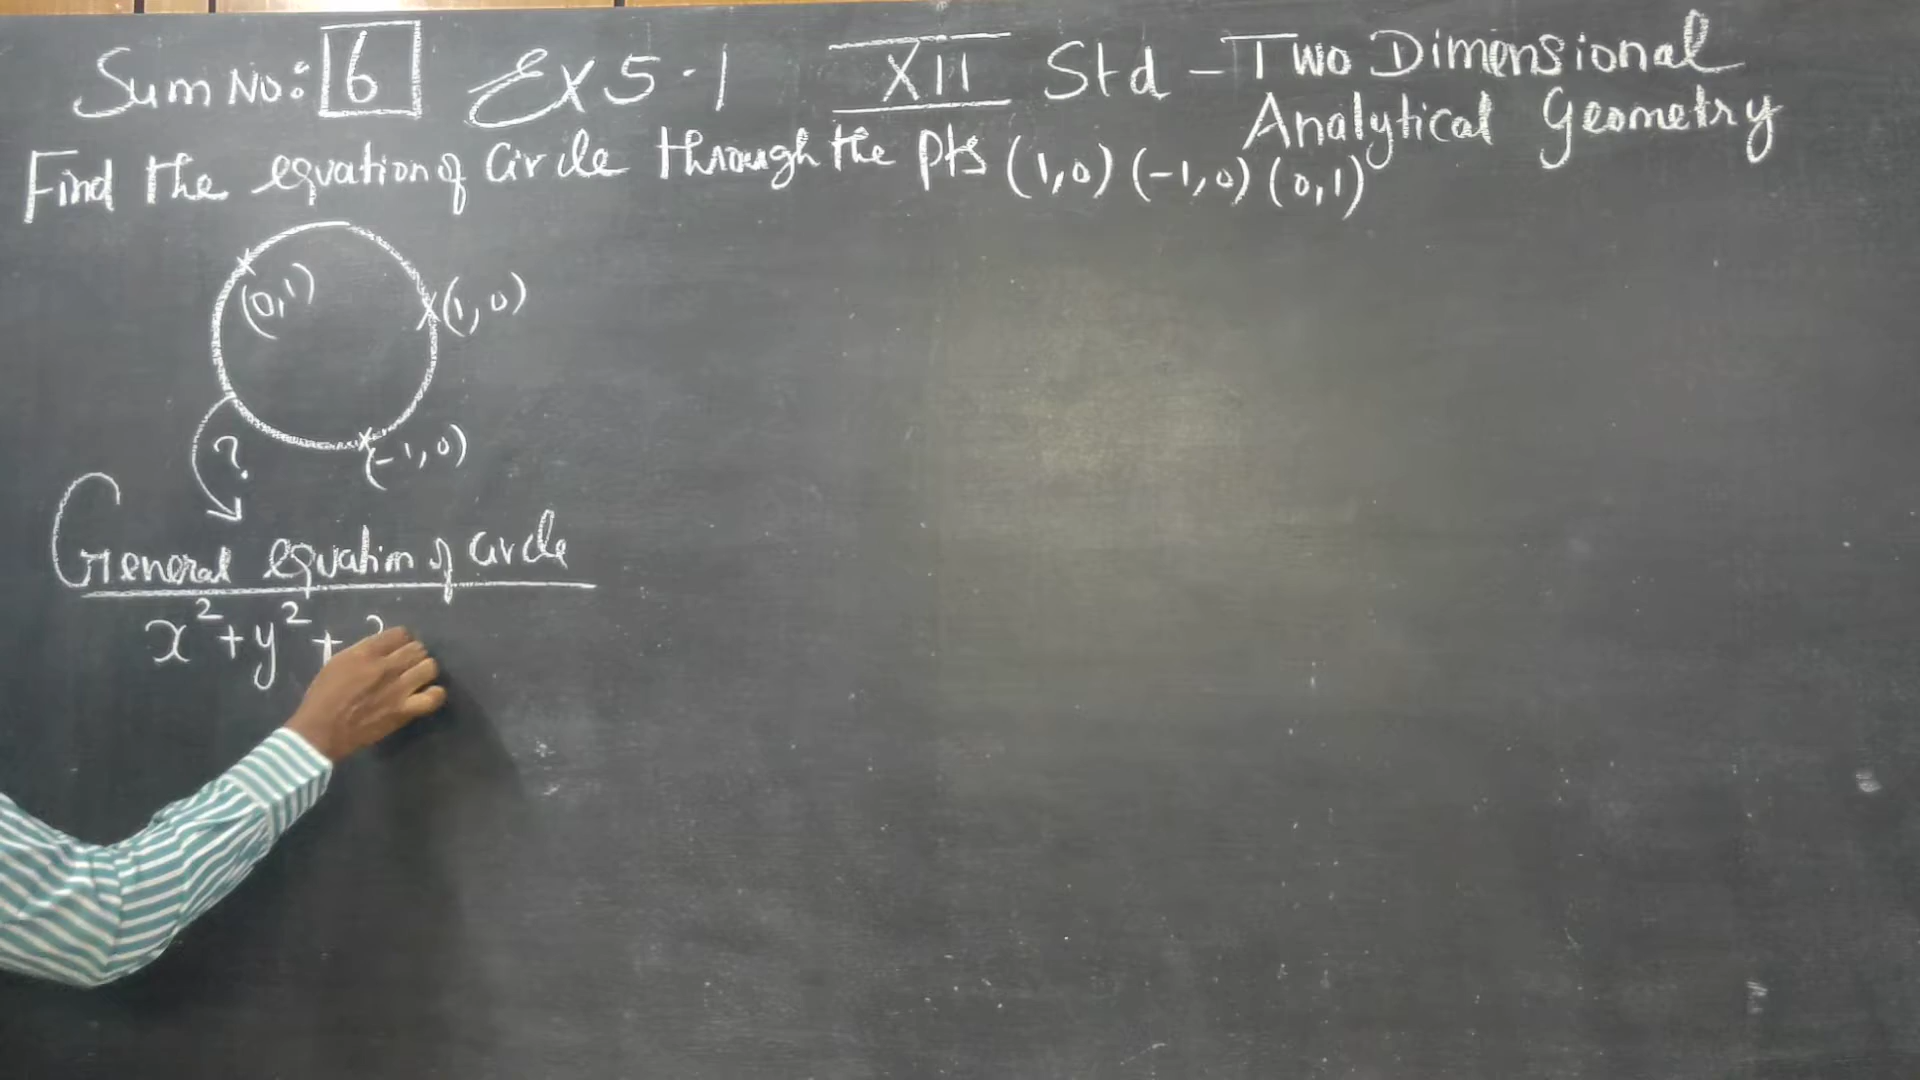 Sum No: 6 Ex 5.1 XII Std - Two Dimensional
Analytical Geometry
Find the equation of Circle through the pts (1,0) (-1,0) (0,1)
(0,1)
(1,0)
(-1,0)
?
General equation of circle
x²+y²+ 2